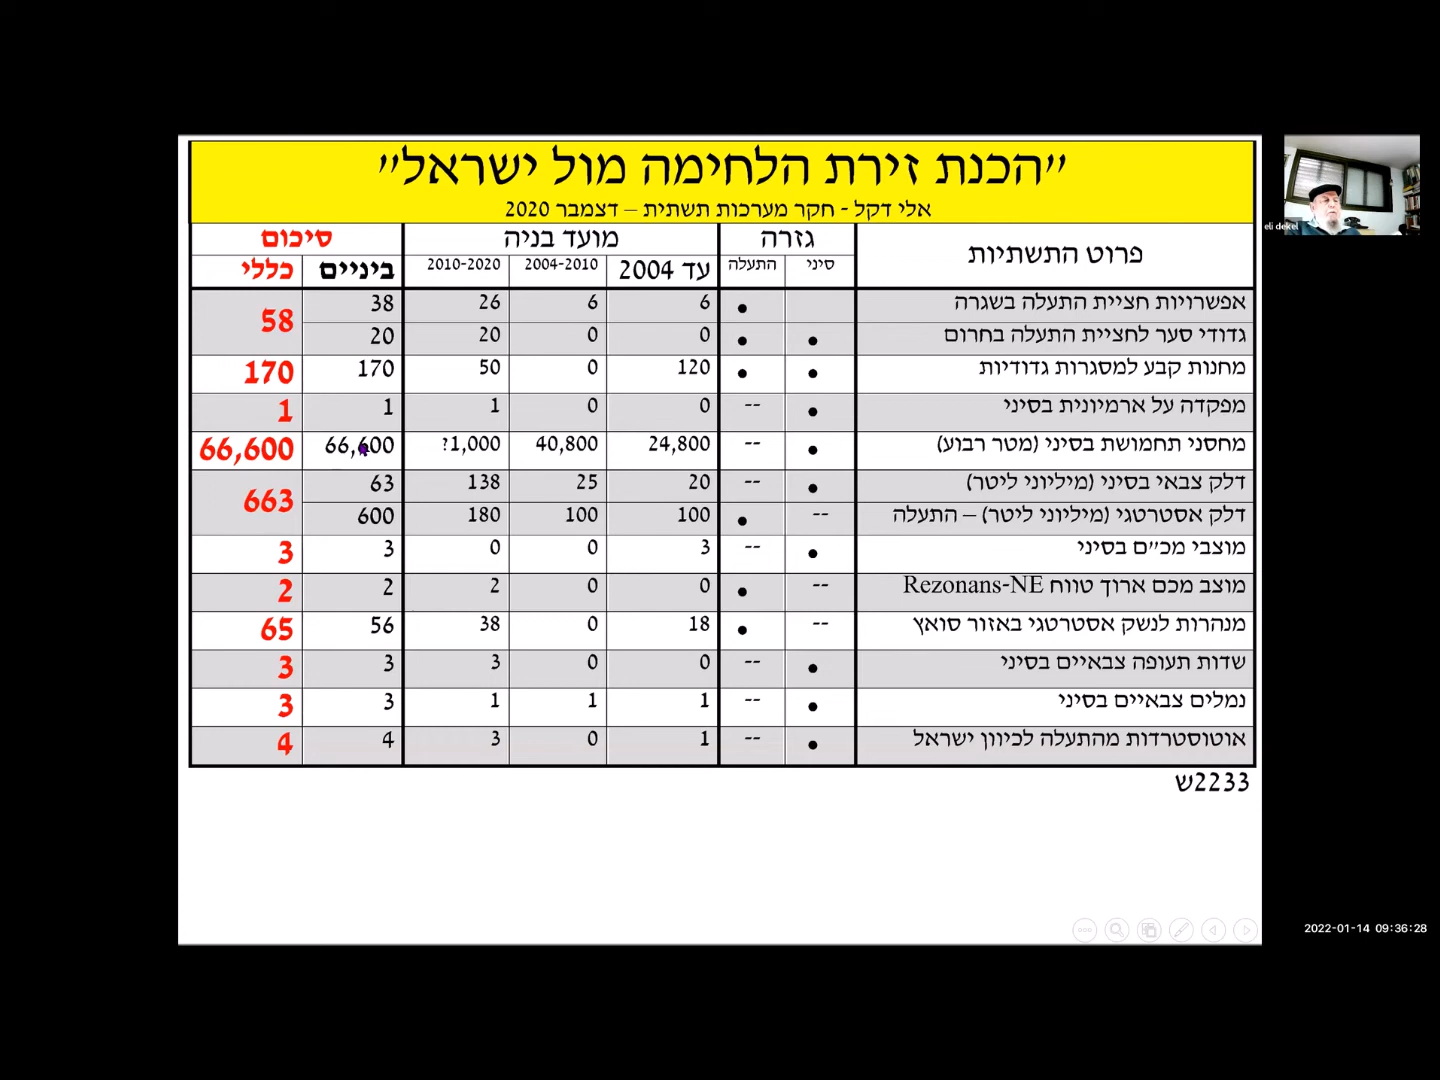 "הכנת זירת הלחימה מול ישראל"
אלי דקל - חקר מערכות תשתית – דצמבר 2020
פרוט התשתיות גזרה מועד בניה סיכום
סיני התעלה עד 2004 2004-2010 2010-2020 ביניים כללי
אפשרויות חציית התעלה בשגרה • 6 6 26 38 58
גדודי סער לחציית התעלה בחרום • • 0 0 20 20
מחנות קבע למסגרות גדודיות • • 120 0 50 170 170
מפקדה על ארמיונית בסיני • -- 0 0 1 1 1
מחסני תחמושת בסיני (מטר רבוע) • -- 24,800 40,800 1,000? 66,600 66,600
דלק צבאי בסיני (מיליוני ליטר) • -- 20 25 138 63 663
דלק אסטרטגי (מיליוני ליטר) – התעלה -- • 100 100 180 600
מוצבי מכ"ם בסיני • -- 3 0 0 3 3
מוצב מכם ארוך טווח Rezonans-NE -- • 0 0 2 2 2
מנהרות לנשק אסטרטגי באזור סואץ -- • 18 0 38 56 65
שדות תעופה צבאיים בסיני • -- 0 0 3 3 3
נמלים צבאיים בסיני • -- 1 1 1 3 3
אוטוסטרדות מהתעלה לכיוון ישראל • -- 1 0 3 4 4
2233ש
eli dekel
2022-01-14 09:36:28